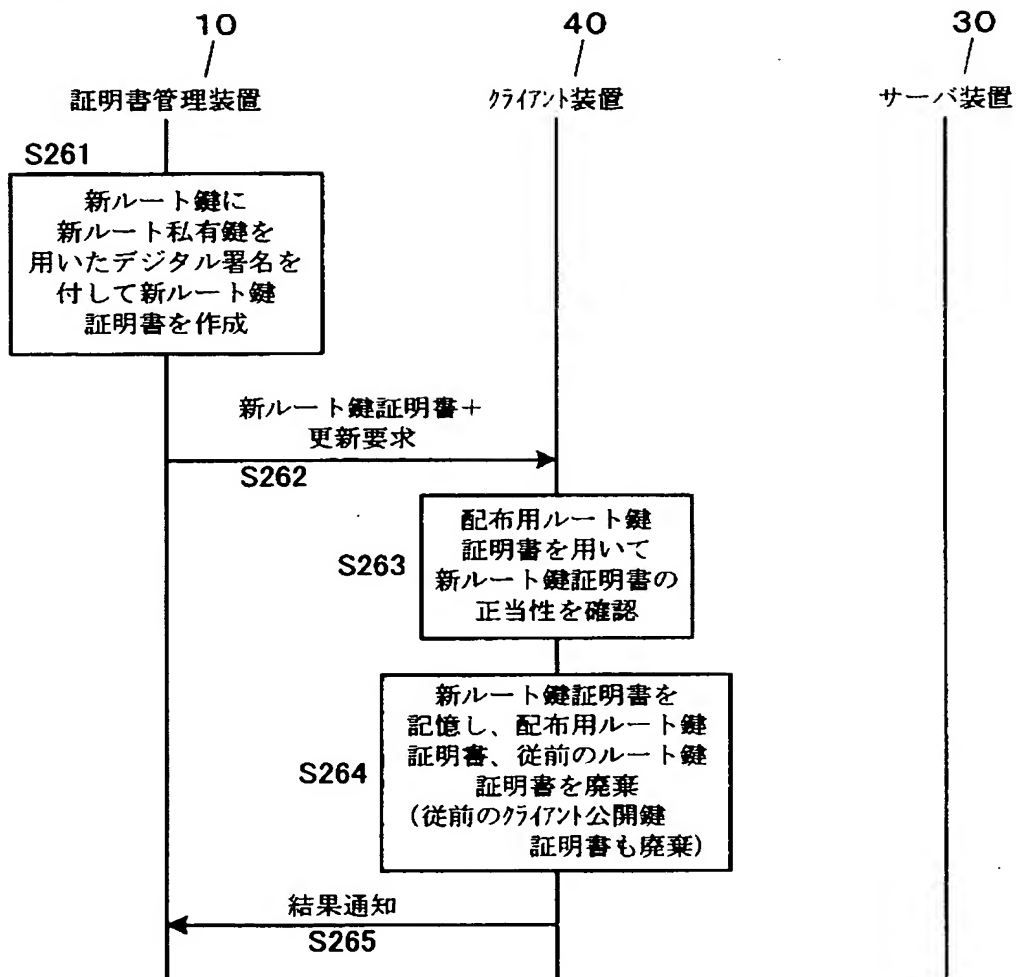 10
40
30
証明書管理装置
クライアント装置
サーバ装置
S261
新ルート鍵に
新ルート私有鍵を
用いたデジタル署名を
付して新ルート鍵
証明書を作成
新ルート鍵証明書+
更新要求
S262
配布用ルート鍵
証明書を用いて
新ルート鍵証明書の
正当性を確認
S263
新ルート鍵証明書を
記憶し、配布用ルート鍵
証明書、従前のルート鍵
証明書を廃棄
(従前のクライアント公開鍵
証明書も廃棄)
S264
結果通知
S265